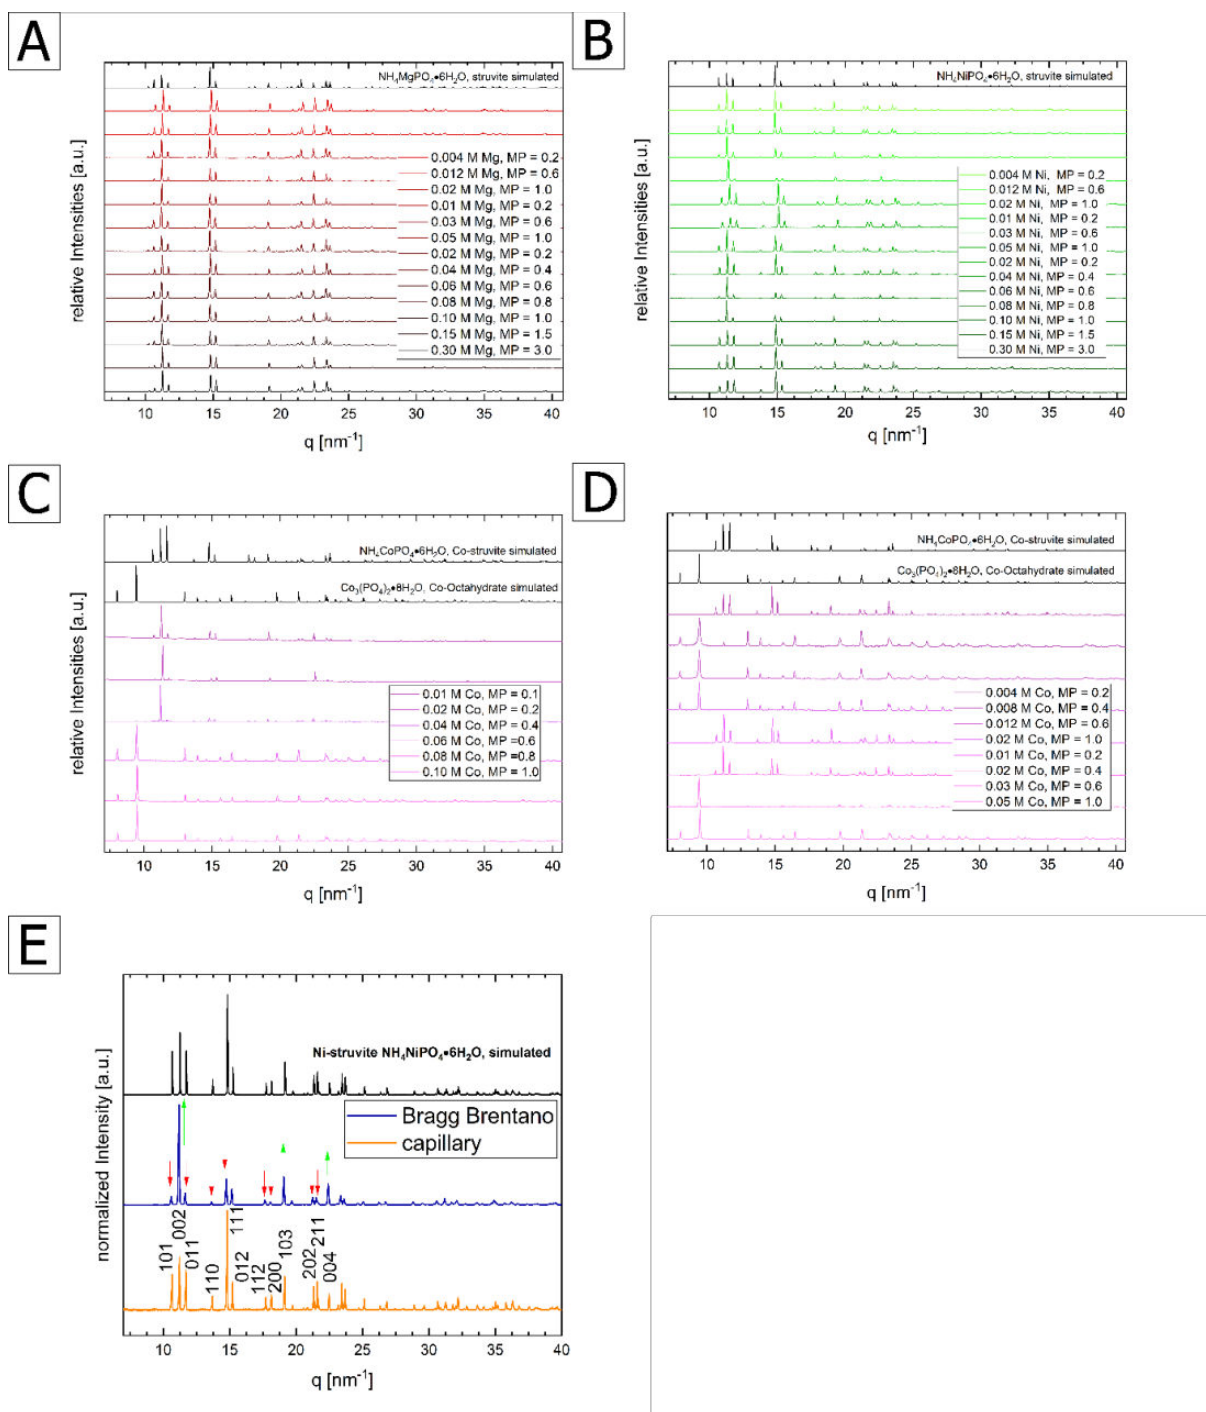 A
NH₄MgPO₄•6H₂O, struvite simulated
0.004 M Mg, MP = 0.2
0.012 M Mg, MP = 0.6
0.02 M Mg, MP = 1.0
0.01 M Mg, MP = 0.2
0.03 M Mg, MP = 0.6
0.05 M Mg, MP = 1.0
0.02 M Mg, MP = 0.2
0.04 M Mg, MP = 0.4
0.06 M Mg, MP = 0.6
0.08 M Mg, MP = 0.8
0.10 M Mg, MP = 1.0
0.15 M Mg, MP = 1.5
0.30 M Mg, MP = 3.0
relative Intensities [a.u.]
10 15 20 25 30 35 40
q [nm⁻¹]
B
NH₄NiPO₄•6H₂O, struvite simulated
0.004 M Ni, MP = 0.2
0.012 M Ni, MP = 0.6
0.02 M Ni, MP = 1.0
0.01 M Ni, MP = 0.2
0.03 M Ni, MP = 0.6
0.05 M Ni, MP = 1.0
0.02 M Ni, MP = 0.2
0.04 M Ni, MP = 0.4
0.06 M Ni, MP = 0.6
0.08 M Ni, MP = 0.8
0.10 M Ni, MP = 1.0
0.15 M Ni, MP = 1.5
0.30 M Ni, MP = 3.0
relative Intensities [a.u.]
10 15 20 25 30 35 40
q [nm⁻¹]
C
NH₄CoPO₄•6H₂O, Co-struvite simulated
Co₃(PO₄)₂•8H₂O, Co-Octahydrate simulated
0.01 M Co, MP = 0.1
0.02 M Co, MP = 0.2
0.04 M Co, MP = 0.4
0.06 M Co, MP =0.6
0.08 M Co, MP =0.8
0.10 M Co, MP = 1.0
relative Intensities [a.u.]
10 15 20 25 30 35 40
q [nm⁻¹]
D
NH₄CoPO₄•6H₂O, Co-struvite simulated
Co₃(PO₄)₂•8H₂O, Co-Octahydrate simulated
0.004 M Co, MP = 0.2
0.008 M Co, MP = 0.4
0.012 M Co, MP = 0.6
0.02 M Co, MP = 1.0
0.01 M Co, MP = 0.2
0.02 M Co, MP = 0.4
0.03 M Co, MP = 0.6
0.05 M Co, MP = 1.0
relative Intensities [a.u.]
10 15 20 25 30 35 40
q [nm⁻¹]
E
Ni-struvite NH₄NiPO₄•6H₂O, simulated
Bragg Brentano
capillary
101
002
011
110
111
012
112
200
103
202
211
004
normalized Intensity [a.u.]
10 15 20 25 30 35 40
q [nm⁻¹]